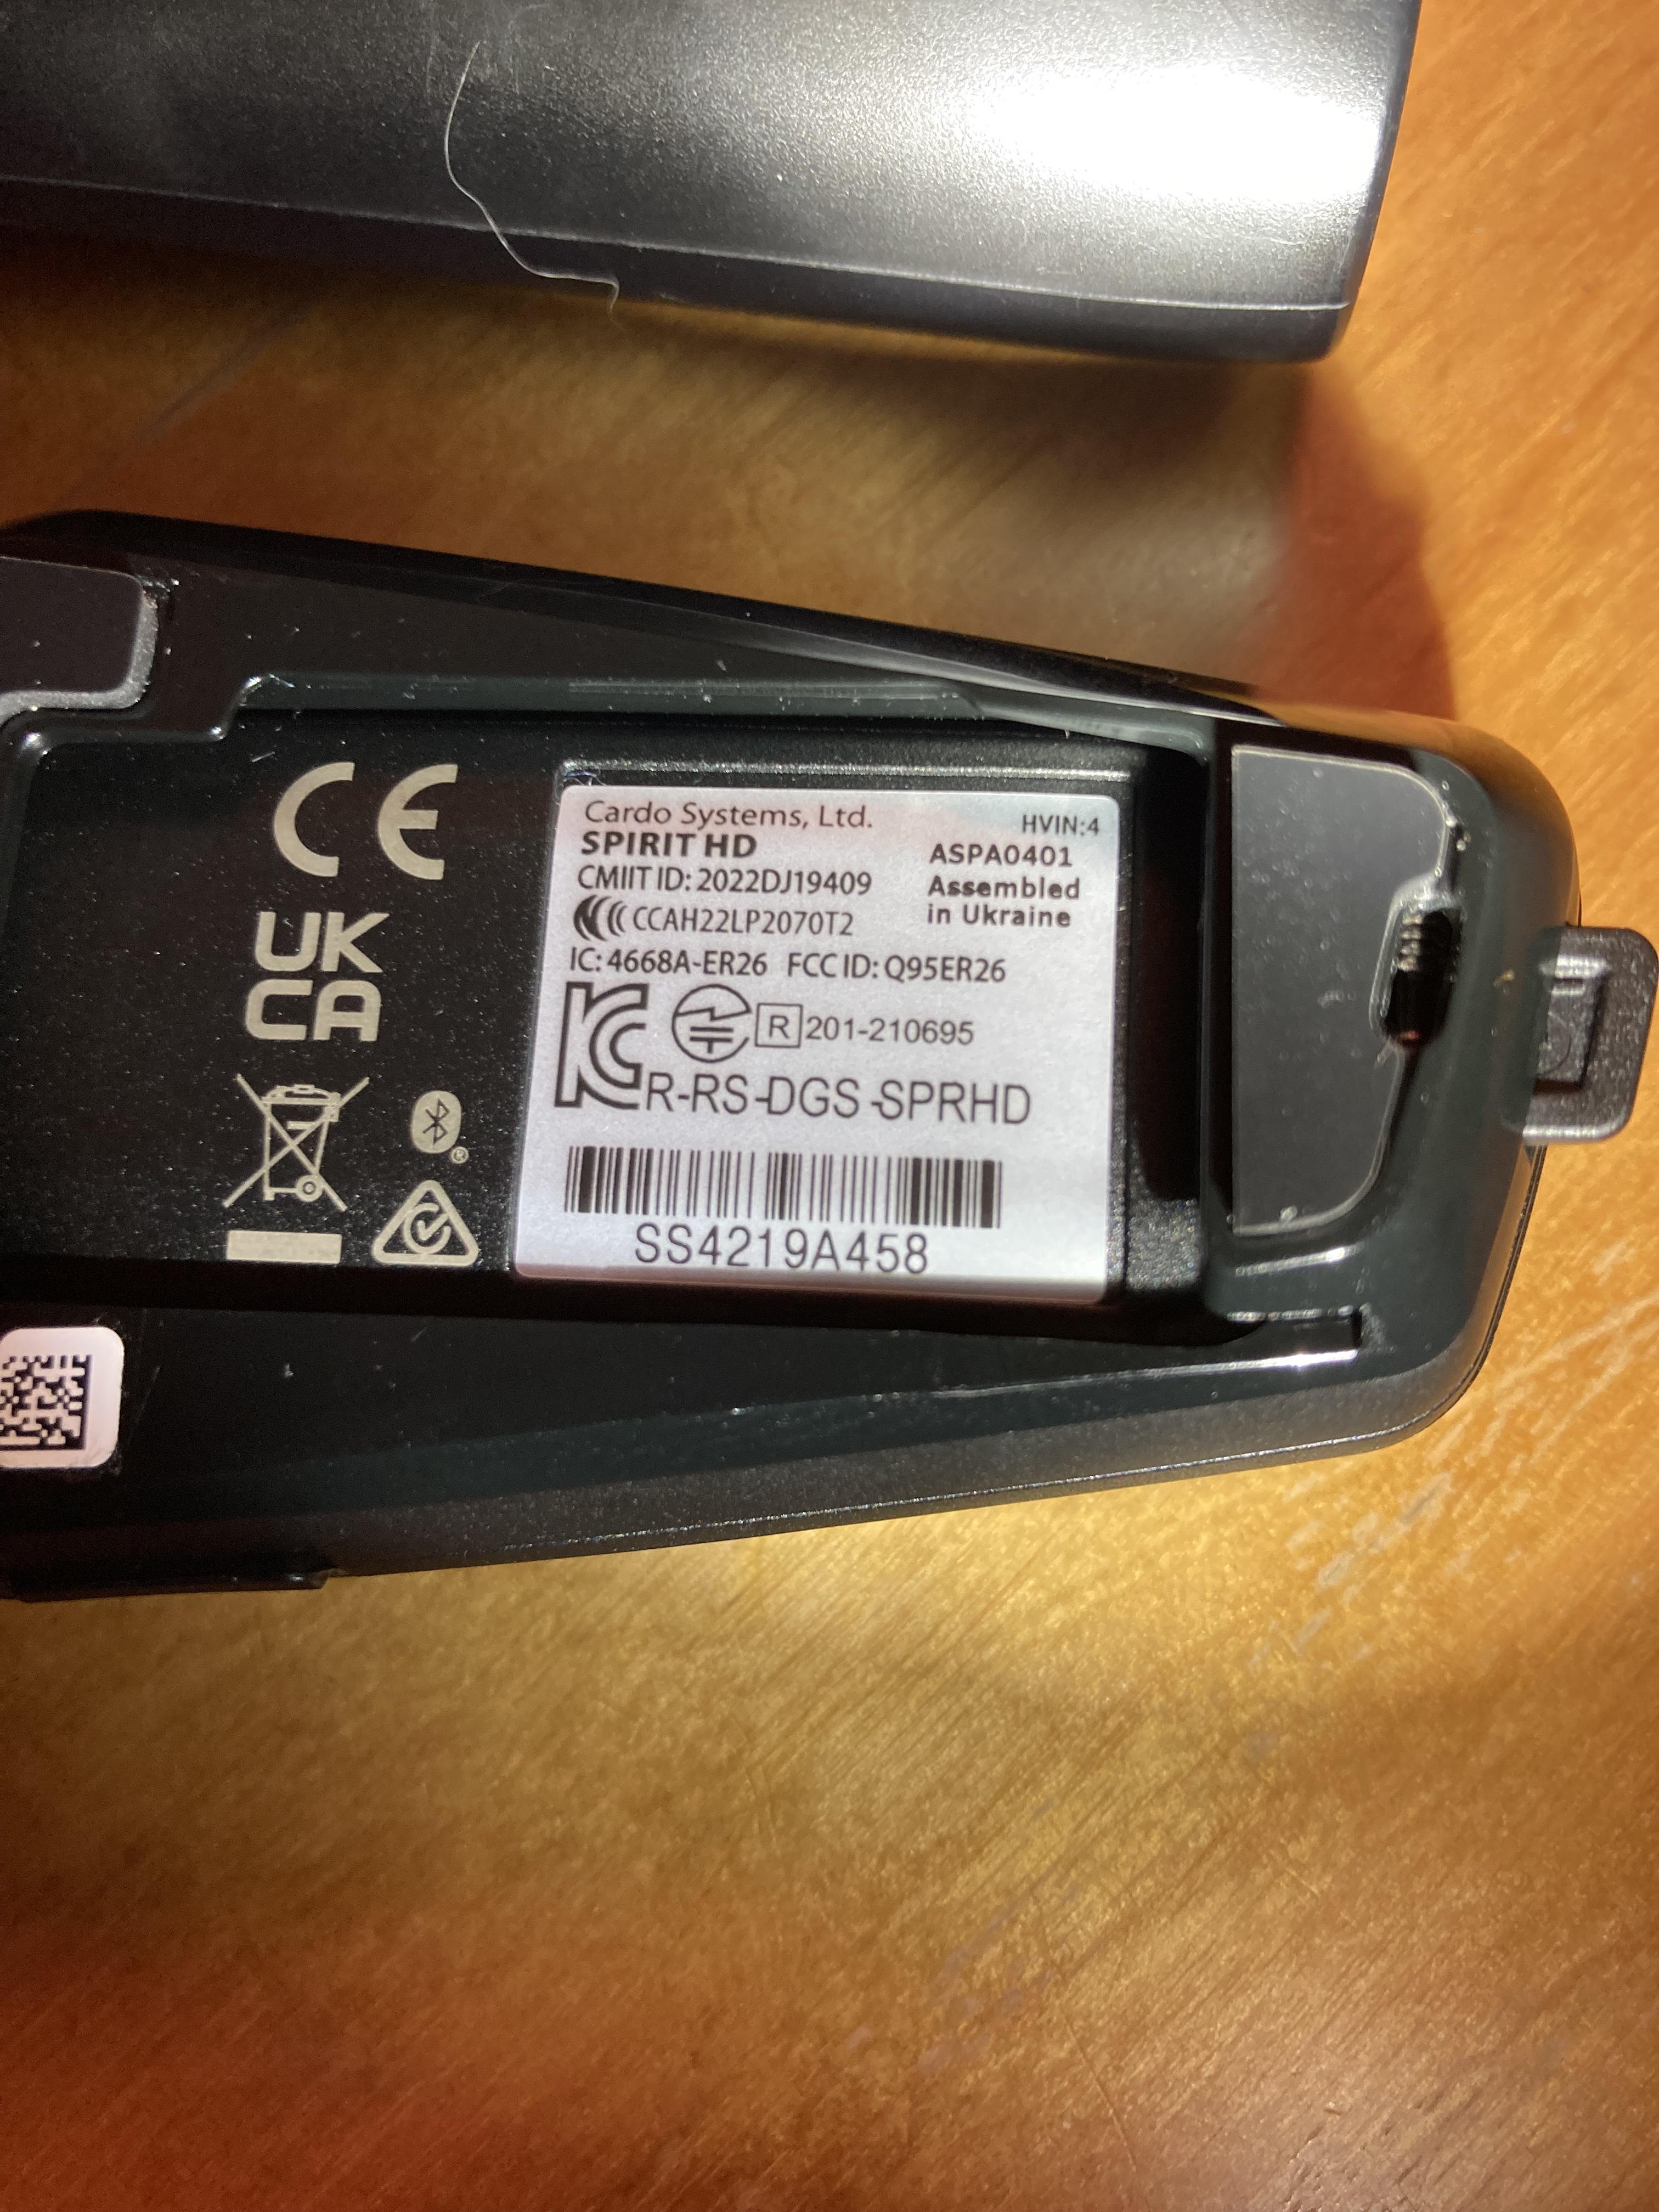 CE
UK
CA
Cardo Systems, Ltd.
HVIN:4
SPIRIT HD
ASPA0401
CMIIT ID: 2022DJ19409
Assembled
CCAH22LP2070T2
in Ukraine
IC: 4668A-ER26 FCC ID: Q95ER26
R 201-210695
R-RS-DGS-SPRHD
SS4219A458